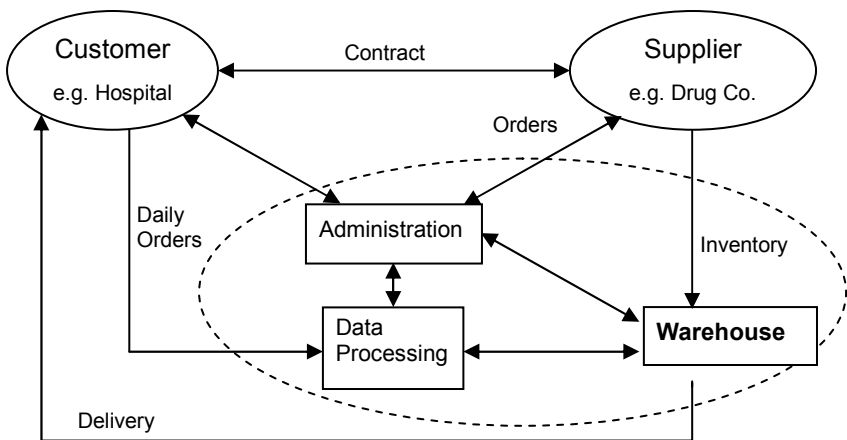 Customer
e.g. Hospital
Contract
Supplier
e.g. Drug Co.
Orders
Daily
Orders
Administration
Inventory
Data
Processing
Warehouse
Delivery